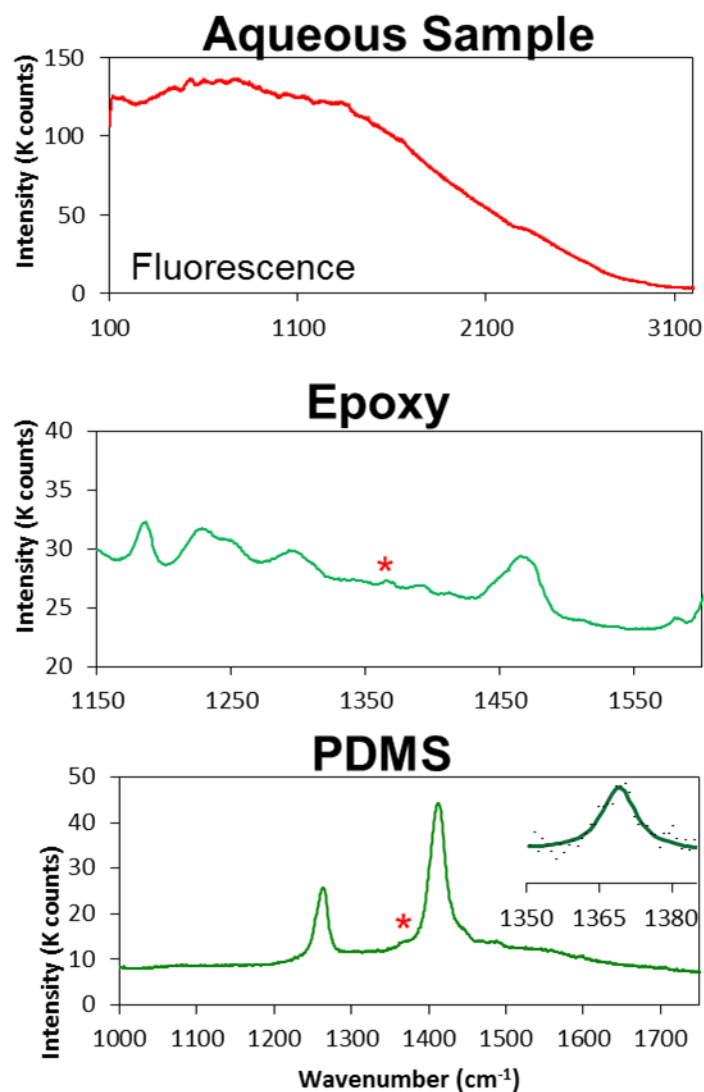 Aqueous Sample
Intensity (K counts)
150
100
50
0
Fluorescence
100 1100 2100 3100
Epoxy
Intensity (K counts)
40
35
30
25
20
*
1150 1250 1350 1450 1550
PDMS
Intensity (K counts)
50
40
30
20
10
0
*
1350 1365 1380
1000 1100 1200 1300 1400 1500 1600 1700
Wavenumber (cm⁻¹)